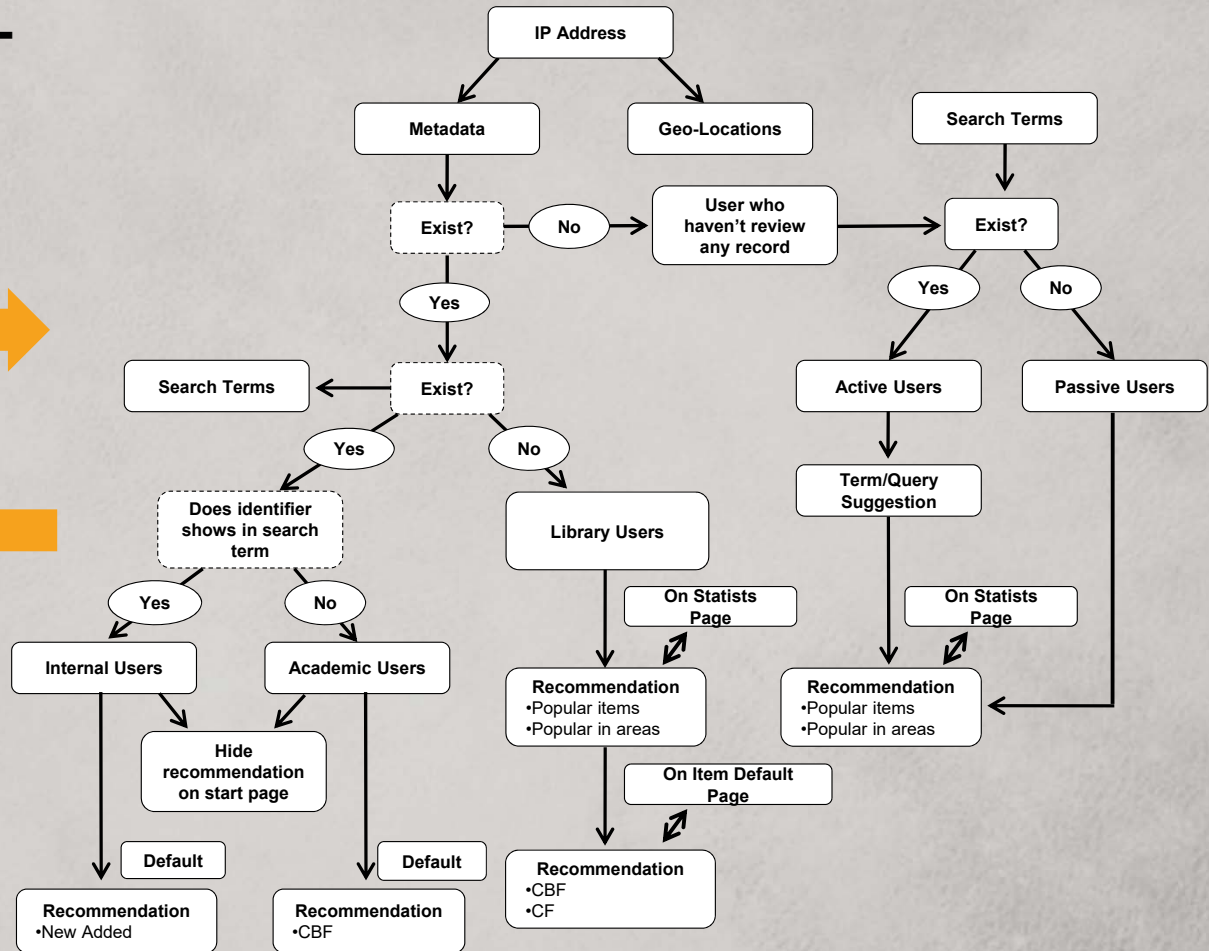 IP Address
Metadata
Geo-Locations
Search Terms
Exist?
No
User who
haven't review
any record
Exist?
Yes
Yes
No
Search Terms
Exist?
Active Users
Passive Users
Yes
No
Does identifier
shows in search
term
Library Users
Term/Query
Suggestion
Yes
No
On Statists
Page
On Statists
Page
Internal Users
Academic Users
Recommendation
•Popular items
•Popular in areas
Recommendation
•Popular items
•Popular in areas
Hide
recommendation
on start page
On Item Default
Page
Default
Default
Recommendation
•New Added
Recommendation
•CBF
Recommendation
•CBF
•CF